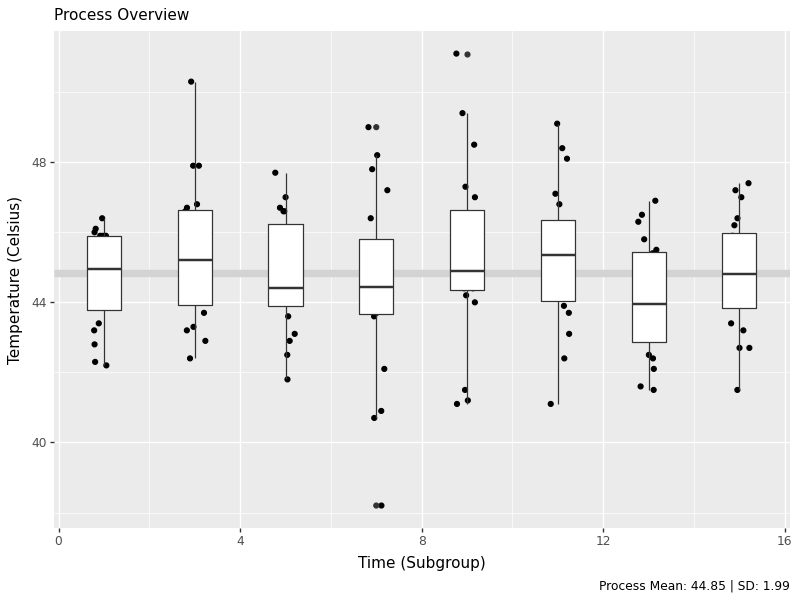 Process Overview
48
44
40
Temperature (Celsius)
0 4 8 12 16
Time (Subgroup)
Process Mean: 44.85 | SD: 1.99